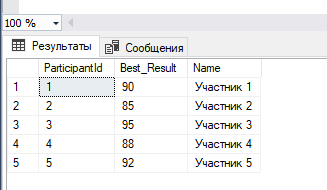 100 %
Результаты Сообщения
ParticipantId Best_Result Name
1 1 90 Участник 1
2 2 85 Участник 2
3 3 95 Участник 3
4 4 88 Участник 4
5 5 92 Участник 5